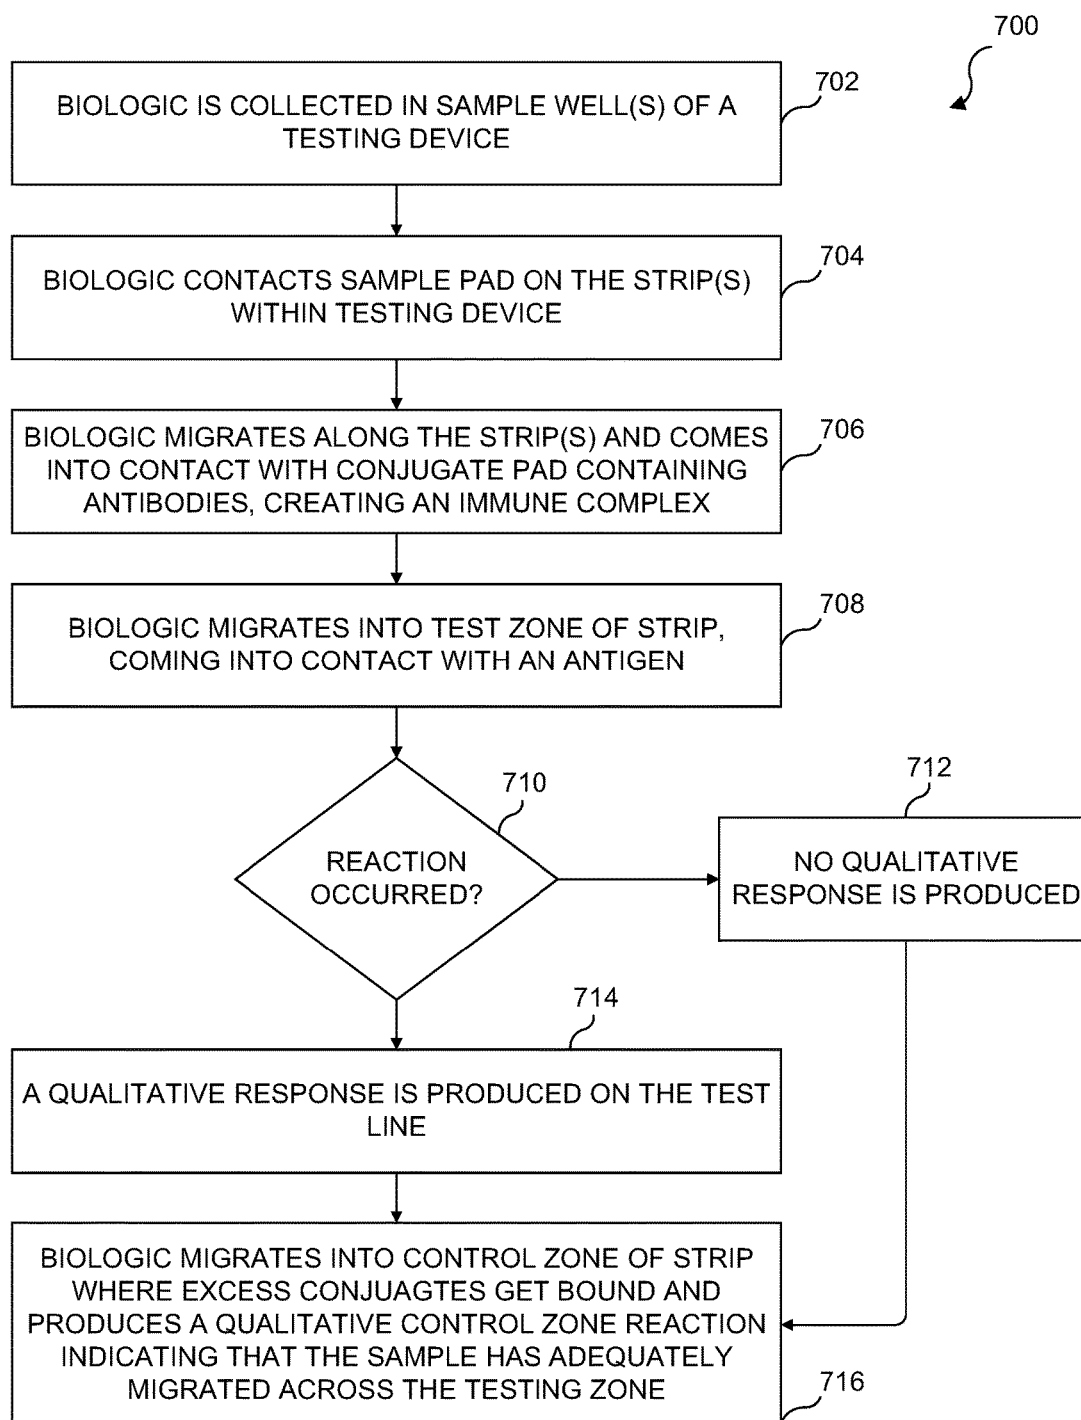 700
BIOLOGIC IS COLLECTED IN SAMPLE WELL(S) OF A
TESTING DEVICE
702
BIOLOGIC CONTACTS SAMPLE PAD ON THE STRIP(S)
WITHIN TESTING DEVICE
704
BIOLOGIC MIGRATES ALONG THE STRIP(S) AND COMES
INTO CONTACT WITH CONJUGATE PAD CONTAINING
ANTIBODIES, CREATING AN IMMUNE COMPLEX
706
BIOLOGIC MIGRATES INTO TEST ZONE OF STRIP,
COMING INTO CONTACT WITH AN ANTIGEN
708
REACTION
OCCURRED?
710
712
NO QUALITATIVE
RESPONSE IS PRODUCED
714
A QUALITATIVE RESPONSE IS PRODUCED ON THE TEST
LINE
BIOLOGIC MIGRATES INTO CONTROL ZONE OF STRIP
WHERE EXCESS CONJUAGTES GET BOUND AND
PRODUCES A QUALITATIVE CONTROL ZONE REACTION
INDICATING THAT THE SAMPLE HAS ADEQUATELY
MIGRATED ACROSS THE TESTING ZONE
716